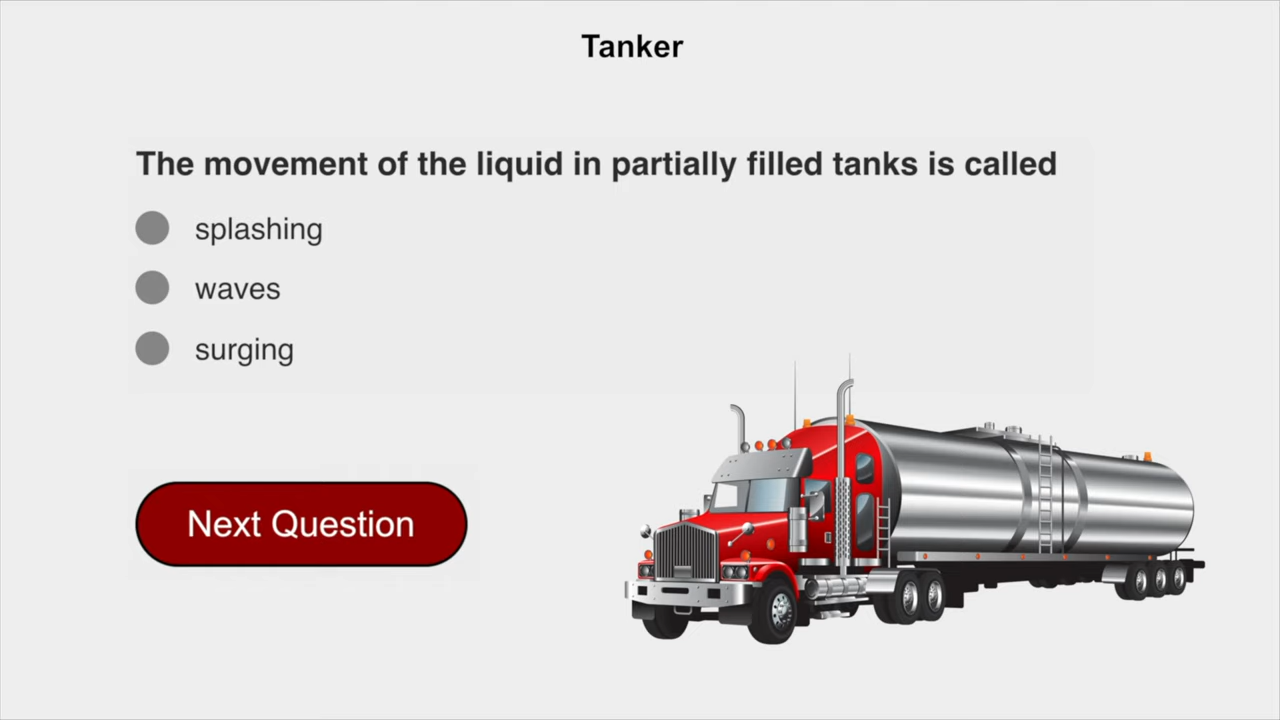 Tanker
The movement of the liquid in partially filled tanks is called
splashing
waves
surging
Next Question